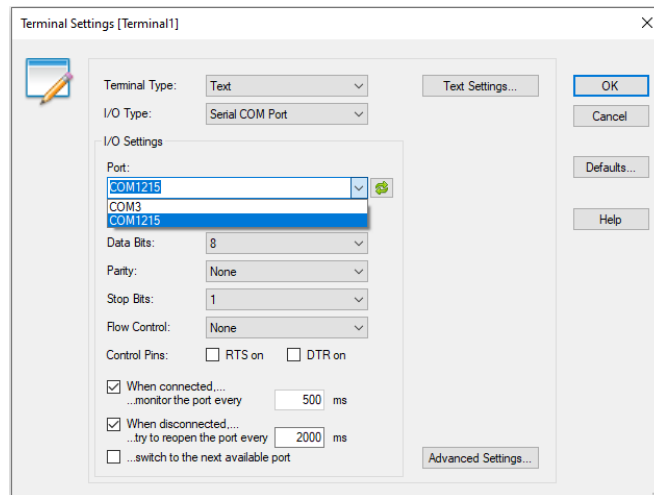 Terminal Settings [Terminal1]
Terminal Type: Text Text Settings... OK
I/O Type: Serial COM Port Cancel
I/O Settings
Port: Defaults...
COM1215
COM3
COM1215 Help
Data Bits: 8
Parity: None
Stop Bits: 1
Flow Control: None
Control Pins: RTS on DTR on
When connected,...
...monitor the port every 500 ms
When disconnected,...
...try to reopen the port every 2000 ms
...switch to the next available port Advanced Settings...